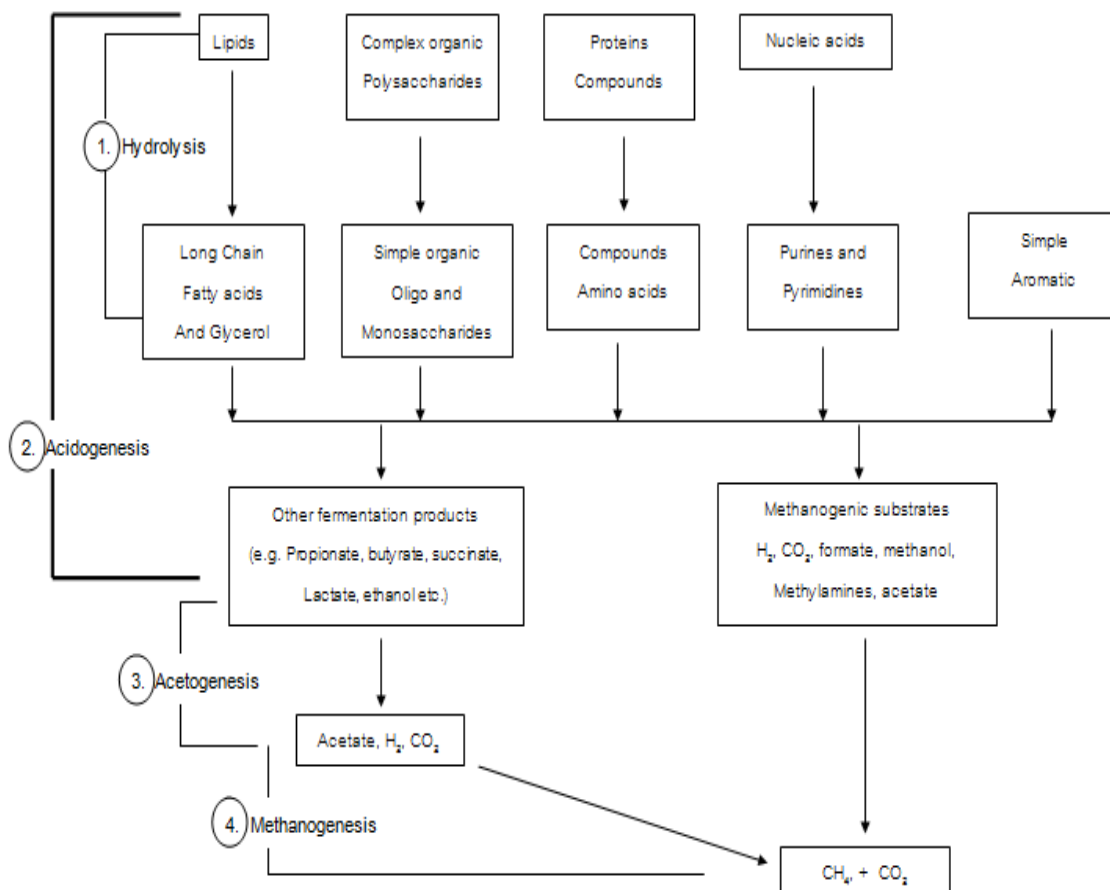 Lipids
Complex organic
Polysaccharides
Proteins
Compounds
Nucleic acids
1. Hydrolysis
Long Chain
Fatty acids
And Glycerol
Simple organic
Oligo and
Monosaccharides
Compounds
Amino acids
Purines and
Pyrimidines
Simple
Aromatic
2. Acidogenesis
Other fermentation products
(e.g. Propionate, butyrate, succinate,
Lactate, ethanol etc.)
Methanogenic substrates
H₂, CO₂, formate, methanol,
Methylamines, acetate
3. Acetogenesis
Acetate, H₂, CO₂
4. Methanogenesis
CH₄, + CO₂